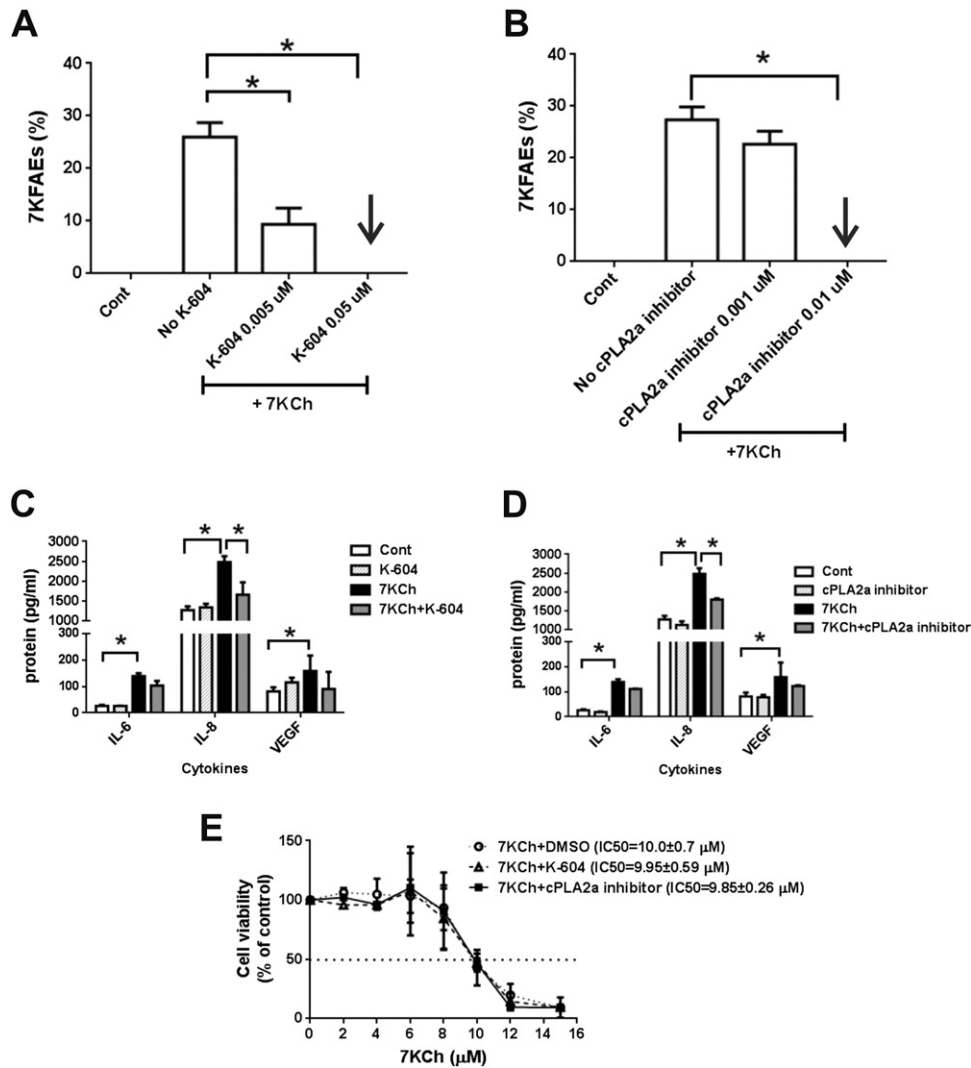 A
*
*
40
30
20
10
0
7KFAEs (%)
Cont
No K-604
K-604 0.005 uM
K-604 0.05 uM
+ 7KCh
B
*
40
30
20
10
0
7KFAEs (%)
Cont
No cPLA2a inhibitor
cPLA2a inhibitor 0.001 uM
cPLA2a inhibitor 0.01 uM
+7KCh
C
3000
2500
2000
1500
1000
300
200
100
0
protein (pg/ml)
*
*
*
*
Cont
K-604
7KCh
7KCh+K-604
IL-6
IL-8
VEGF
Cytokines
D
3000
2500
2000
1500
1000
300
200
100
0
protein (pg/ml)
*
*
*
*
Cont
cPLA2a inhibitor
7KCh
7KCh+cPLA2a inhibitor
IL-6
IL-8
VEGF
Cytokines
E
150
100
50
0
Cell viability
(% of control)
7KCh+DMSO (IC50=10.0±0.7 µM)
7KCh+K-604 (IC50=9.95±0.59 µM)
7KCh+cPLA2a inhibitor (IC50=9.85±0.26 µM)
0 2 4 6 8 10 12 14 16
7KCh (µM)